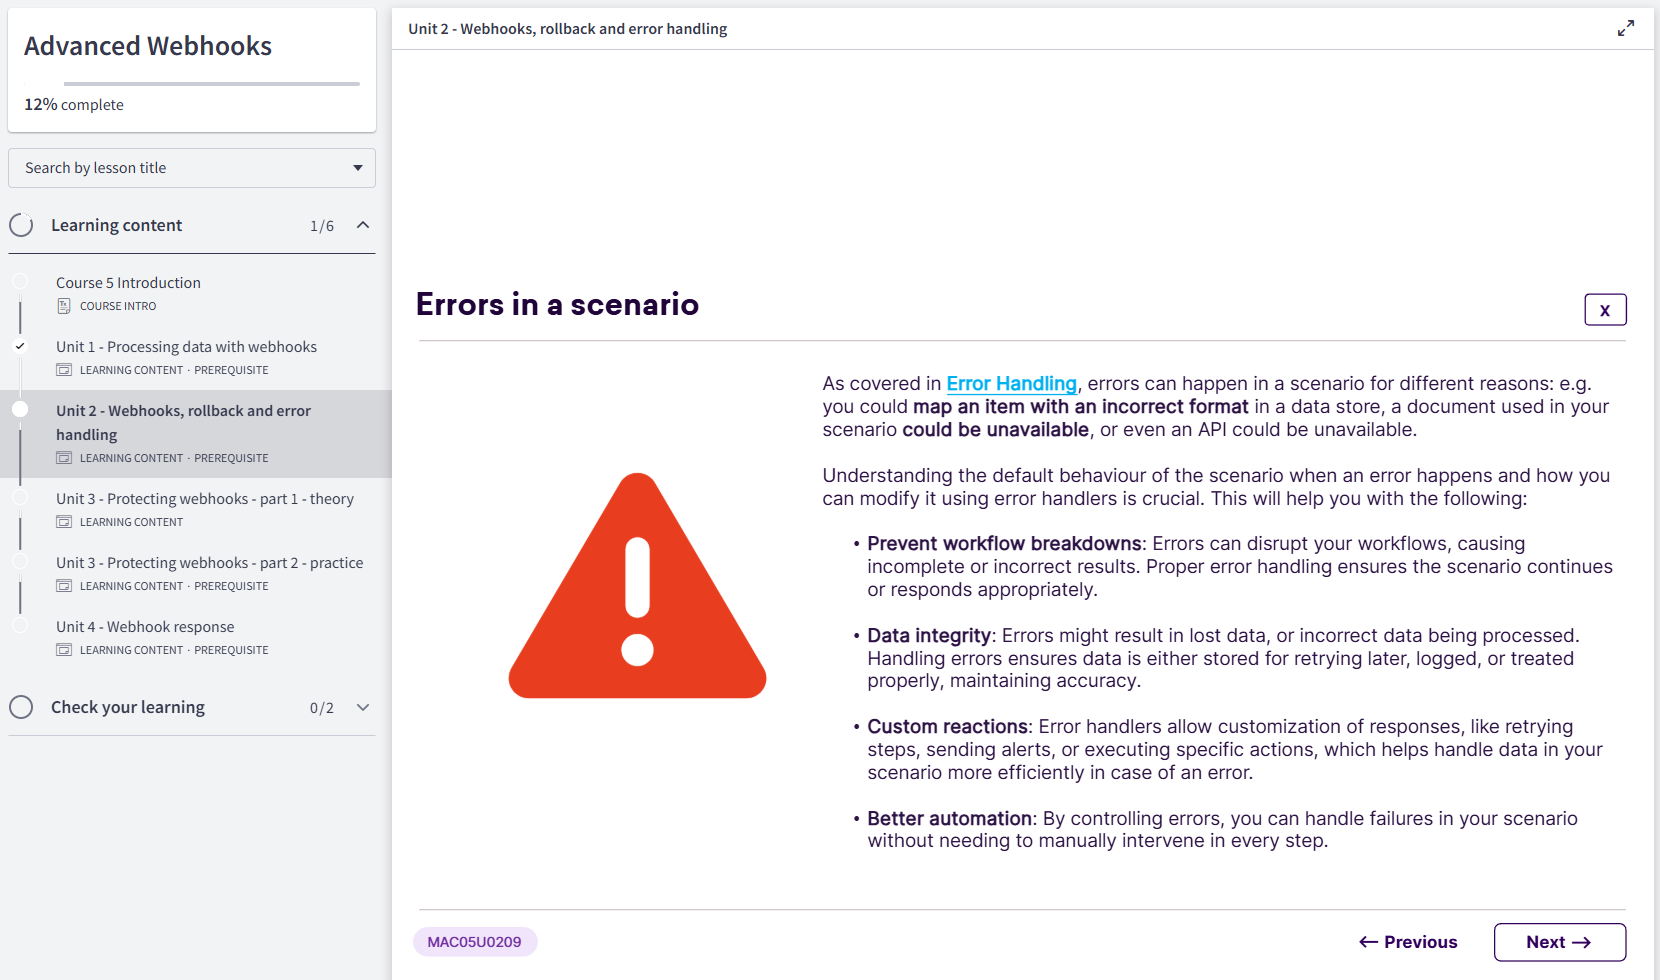 Advanced Webhooks
12% complete
Search by lesson title
Learning content 1/6
Course 5 Introduction
COURSE INTRO
Unit 1 - Processing data with webhooks
LEARNING CONTENT · PREREQUISITE
Unit 2 - Webhooks, rollback and error
handling
LEARNING CONTENT · PREREQUISITE
Unit 3 - Protecting webhooks - part 1 - theory
LEARNING CONTENT
Unit 3 - Protecting webhooks - part 2 - practice
LEARNING CONTENT · PREREQUISITE
Unit 4 - Webhook response
LEARNING CONTENT · PREREQUISITE
Check your learning 0/2
Unit 2 - Webhooks, rollback and error handling
Errors in a scenario
X
As covered in Error Handling, errors can happen in a scenario for different reasons: e.g.
you could map an item with an incorrect format in a data store, a document used in your
scenario could be unavailable, or even an API could be unavailable.
Understanding the default behaviour of the scenario when an error happens and how you
can modify it using error handlers is crucial. This will help you with the following:
• Prevent workflow breakdowns: Errors can disrupt your workflows, causing
incomplete or incorrect results. Proper error handling ensures the scenario continues
or responds appropriately.
• Data integrity: Errors might result in lost data, or incorrect data being processed.
Handling errors ensures data is either stored for retrying later, logged, or treated
properly, maintaining accuracy.
• Custom reactions: Error handlers allow customization of responses, like retrying
steps, sending alerts, or executing specific actions, which helps handle data in your
scenario more efficiently in case of an error.
• Better automation: By controlling errors, you can handle failures in your scenario
without needing to manually intervene in every step.
MAC05U0209
← Previous
Next →